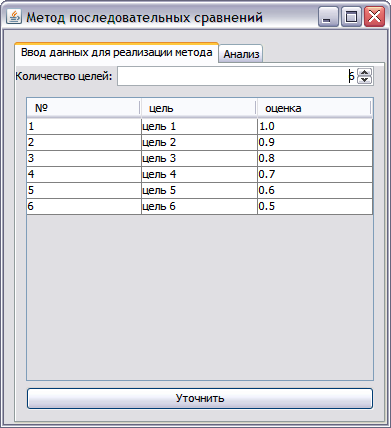 Метод последовательных сравнений
Ввод данных для реализации метода Анализ
Количество целей: 6
№ цель оценка
1 цель 1 1.0
2 цель 2 0.9
3 цель 3 0.8
4 цель 4 0.7
5 цель 5 0.6
6 цель 6 0.5
Уточнить